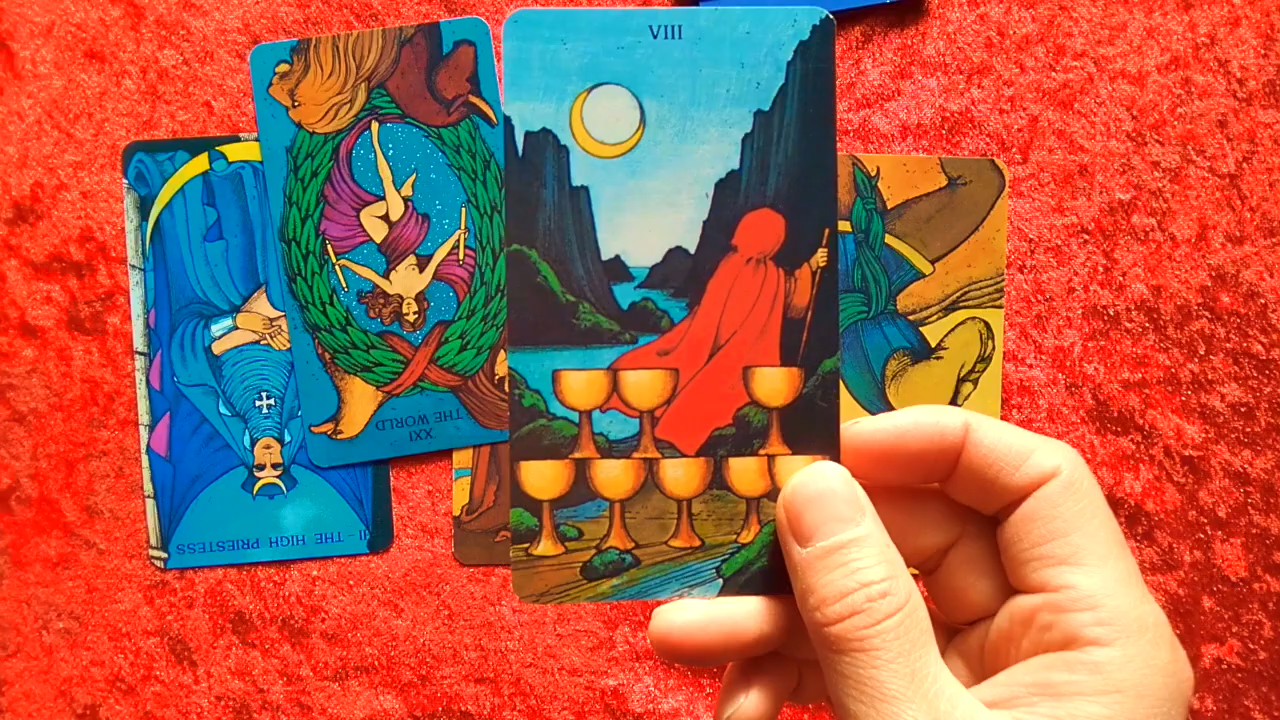 VIII
XXI
THE WORLD
II – THE HIGH PRIESTESS